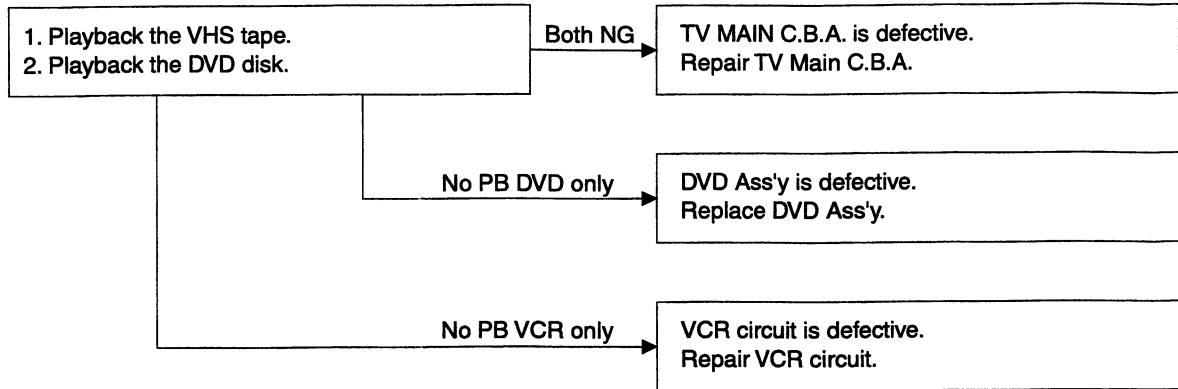 1. Playback the VHS tape.
2. Playback the DVD disk.
Both NG
TV MAIN C.B.A. is defective.
Repair TV Main C.B.A.
No PB DVD only
DVD Ass'y is defective.
Replace DVD Ass'y.
No PB VCR only
VCR circuit is defective.
Repair VCR circuit.